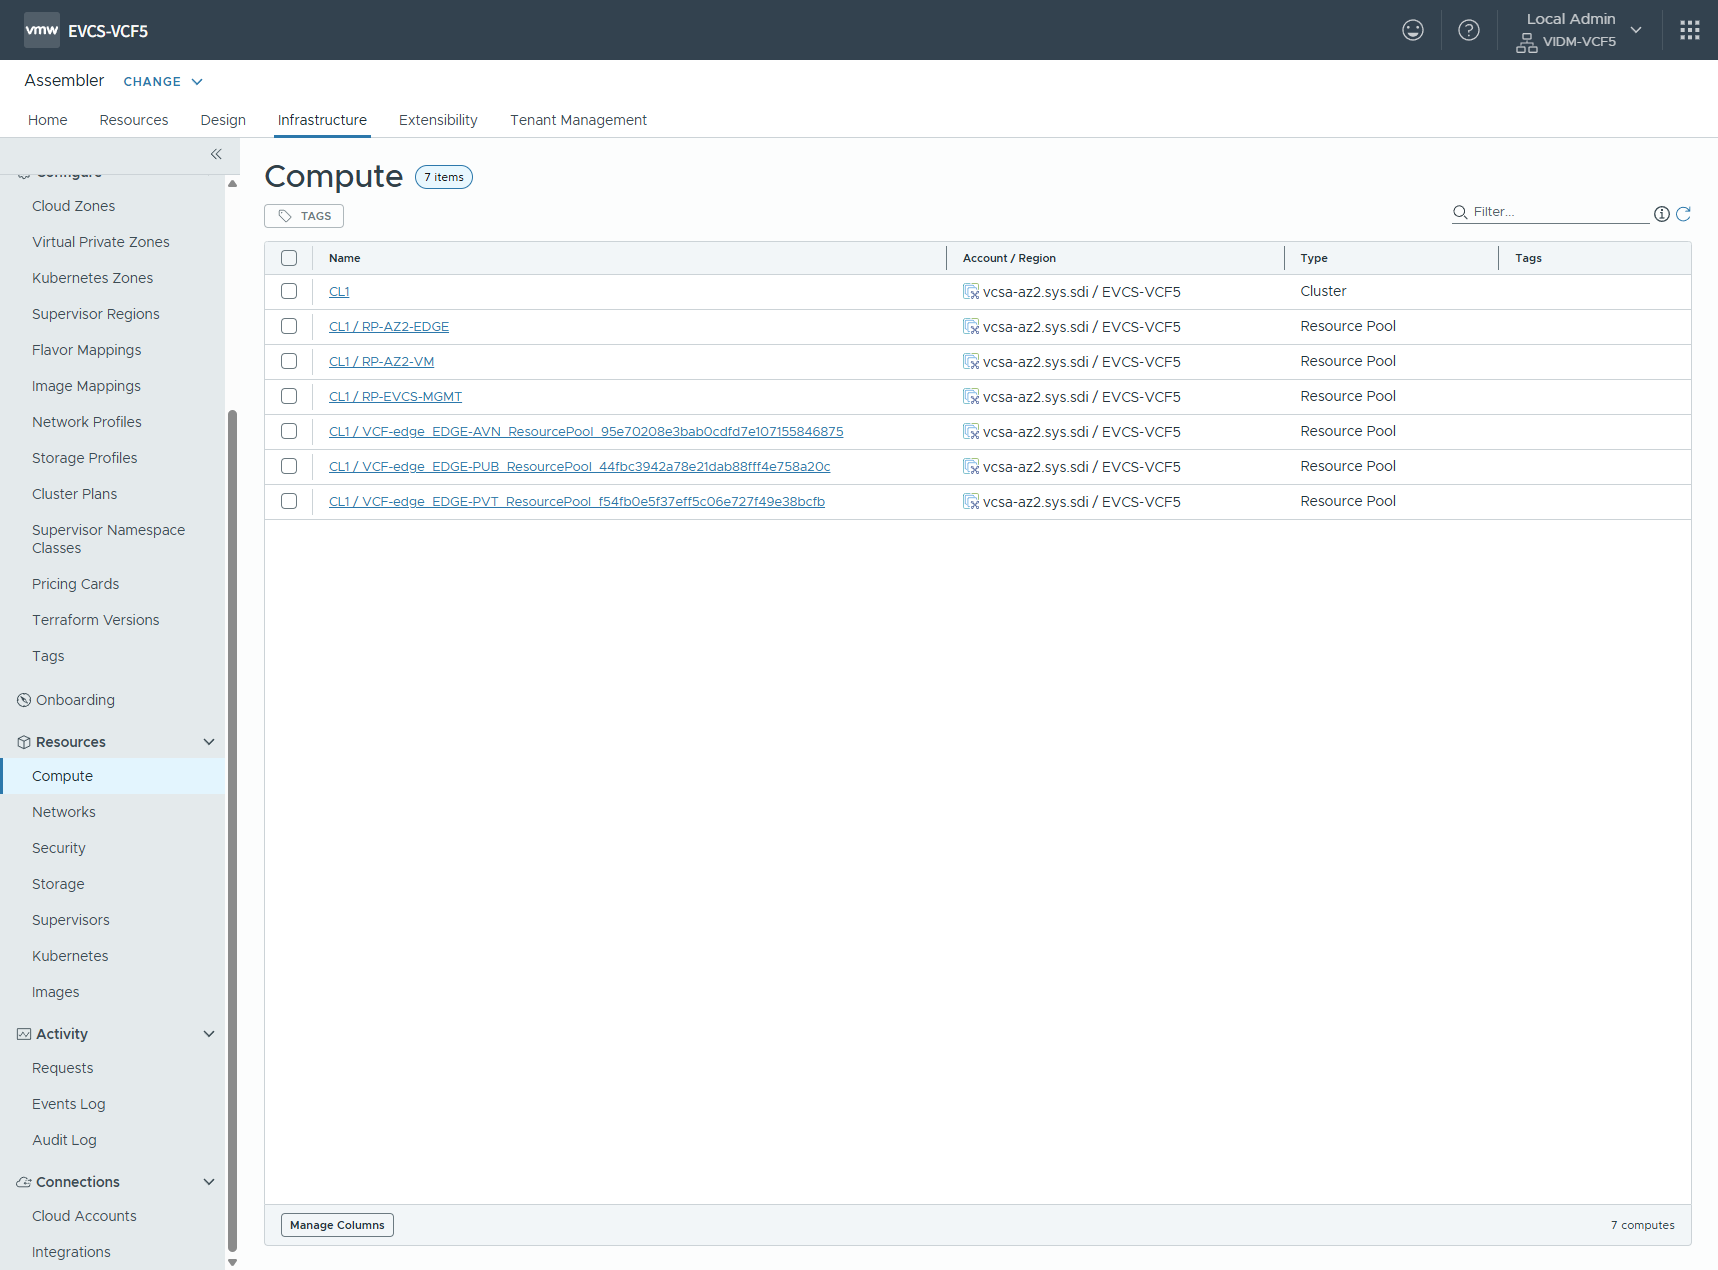 vmw EVCS-VCF5
Local Admin
VIDM-VCF5
Assembler CHANGE
Home Resources Design Infrastructure Extensibility Tenant Management
Configure
Cloud Zones
Virtual Private Zones
Kubernetes Zones
Supervisor Regions
Flavor Mappings
Image Mappings
Network Profiles
Storage Profiles
Cluster Plans
Supervisor Namespace
Classes
Pricing Cards
Terraform Versions
Tags
Onboarding
Resources
Compute
Networks
Security
Storage
Supervisors
Kubernetes
Images
Activity
Requests
Events Log
Audit Log
Connections
Cloud Accounts
Integrations
Compute 7 items
TAGS
Filter...
Name Account / Region Type Tags
CL1 vcsa-az2.sys.sdi / EVCS-VCF5 Cluster
CL1 / RP-AZ2-EDGE vcsa-az2.sys.sdi / EVCS-VCF5 Resource Pool
CL1 / RP-AZ2-VM vcsa-az2.sys.sdi / EVCS-VCF5 Resource Pool
CL1 / RP-EVCS-MGMT vcsa-az2.sys.sdi / EVCS-VCF5 Resource Pool
CL1 / VCF-edge_EDGE-AVN_ResourcePool_95e70208e3bab0cdfd7e107155846875 vcsa-az2.sys.sdi / EVCS-VCF5 Resource Pool
CL1 / VCF-edge_EDGE-PUB_ResourcePool_44fbc3942a78e21dab88fff4e758a20c vcsa-az2.sys.sdi / EVCS-VCF5 Resource Pool
CL1 / VCF-edge_EDGE-PVT_ResourcePool_f54fb0e5f37eff5c06e727f49e38bcfb vcsa-az2.sys.sdi / EVCS-VCF5 Resource Pool
Manage Columns 7 computes